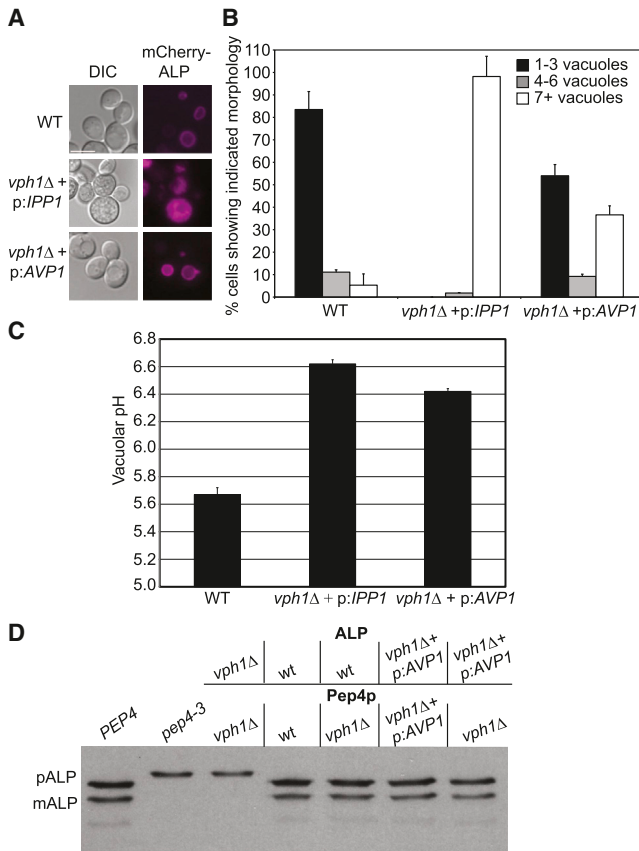 A
DIC
mCherry-
ALP
WT
vph1Δ +
p:IPP1
vph1Δ +
p:AVP1
B
% cells showing indicated morphology
110
100
90
80
70
60
50
40
30
20
10
0
1-3 vacuoles
4-6 vacuoles
7+ vacuoles
WT
vph1Δ +p:IPP1
vph1Δ +p:AVP1
C
Vacuolar pH
6.8
6.6
6.4
6.2
6.0
5.8
5.6
5.4
5.2
5.0
WT
vph1Δ + p:IPP1
vph1Δ + p:AVP1
D
ALP
vph1Δ
wt
wt
vph1Δ+
p:AVP1
vph1Δ+
p:AVP1
Pep4p
PEP4
pep4-3
vph1Δ
wt
vph1Δ
vph1Δ+
p:AVP1
vph1Δ
pALP
mALP